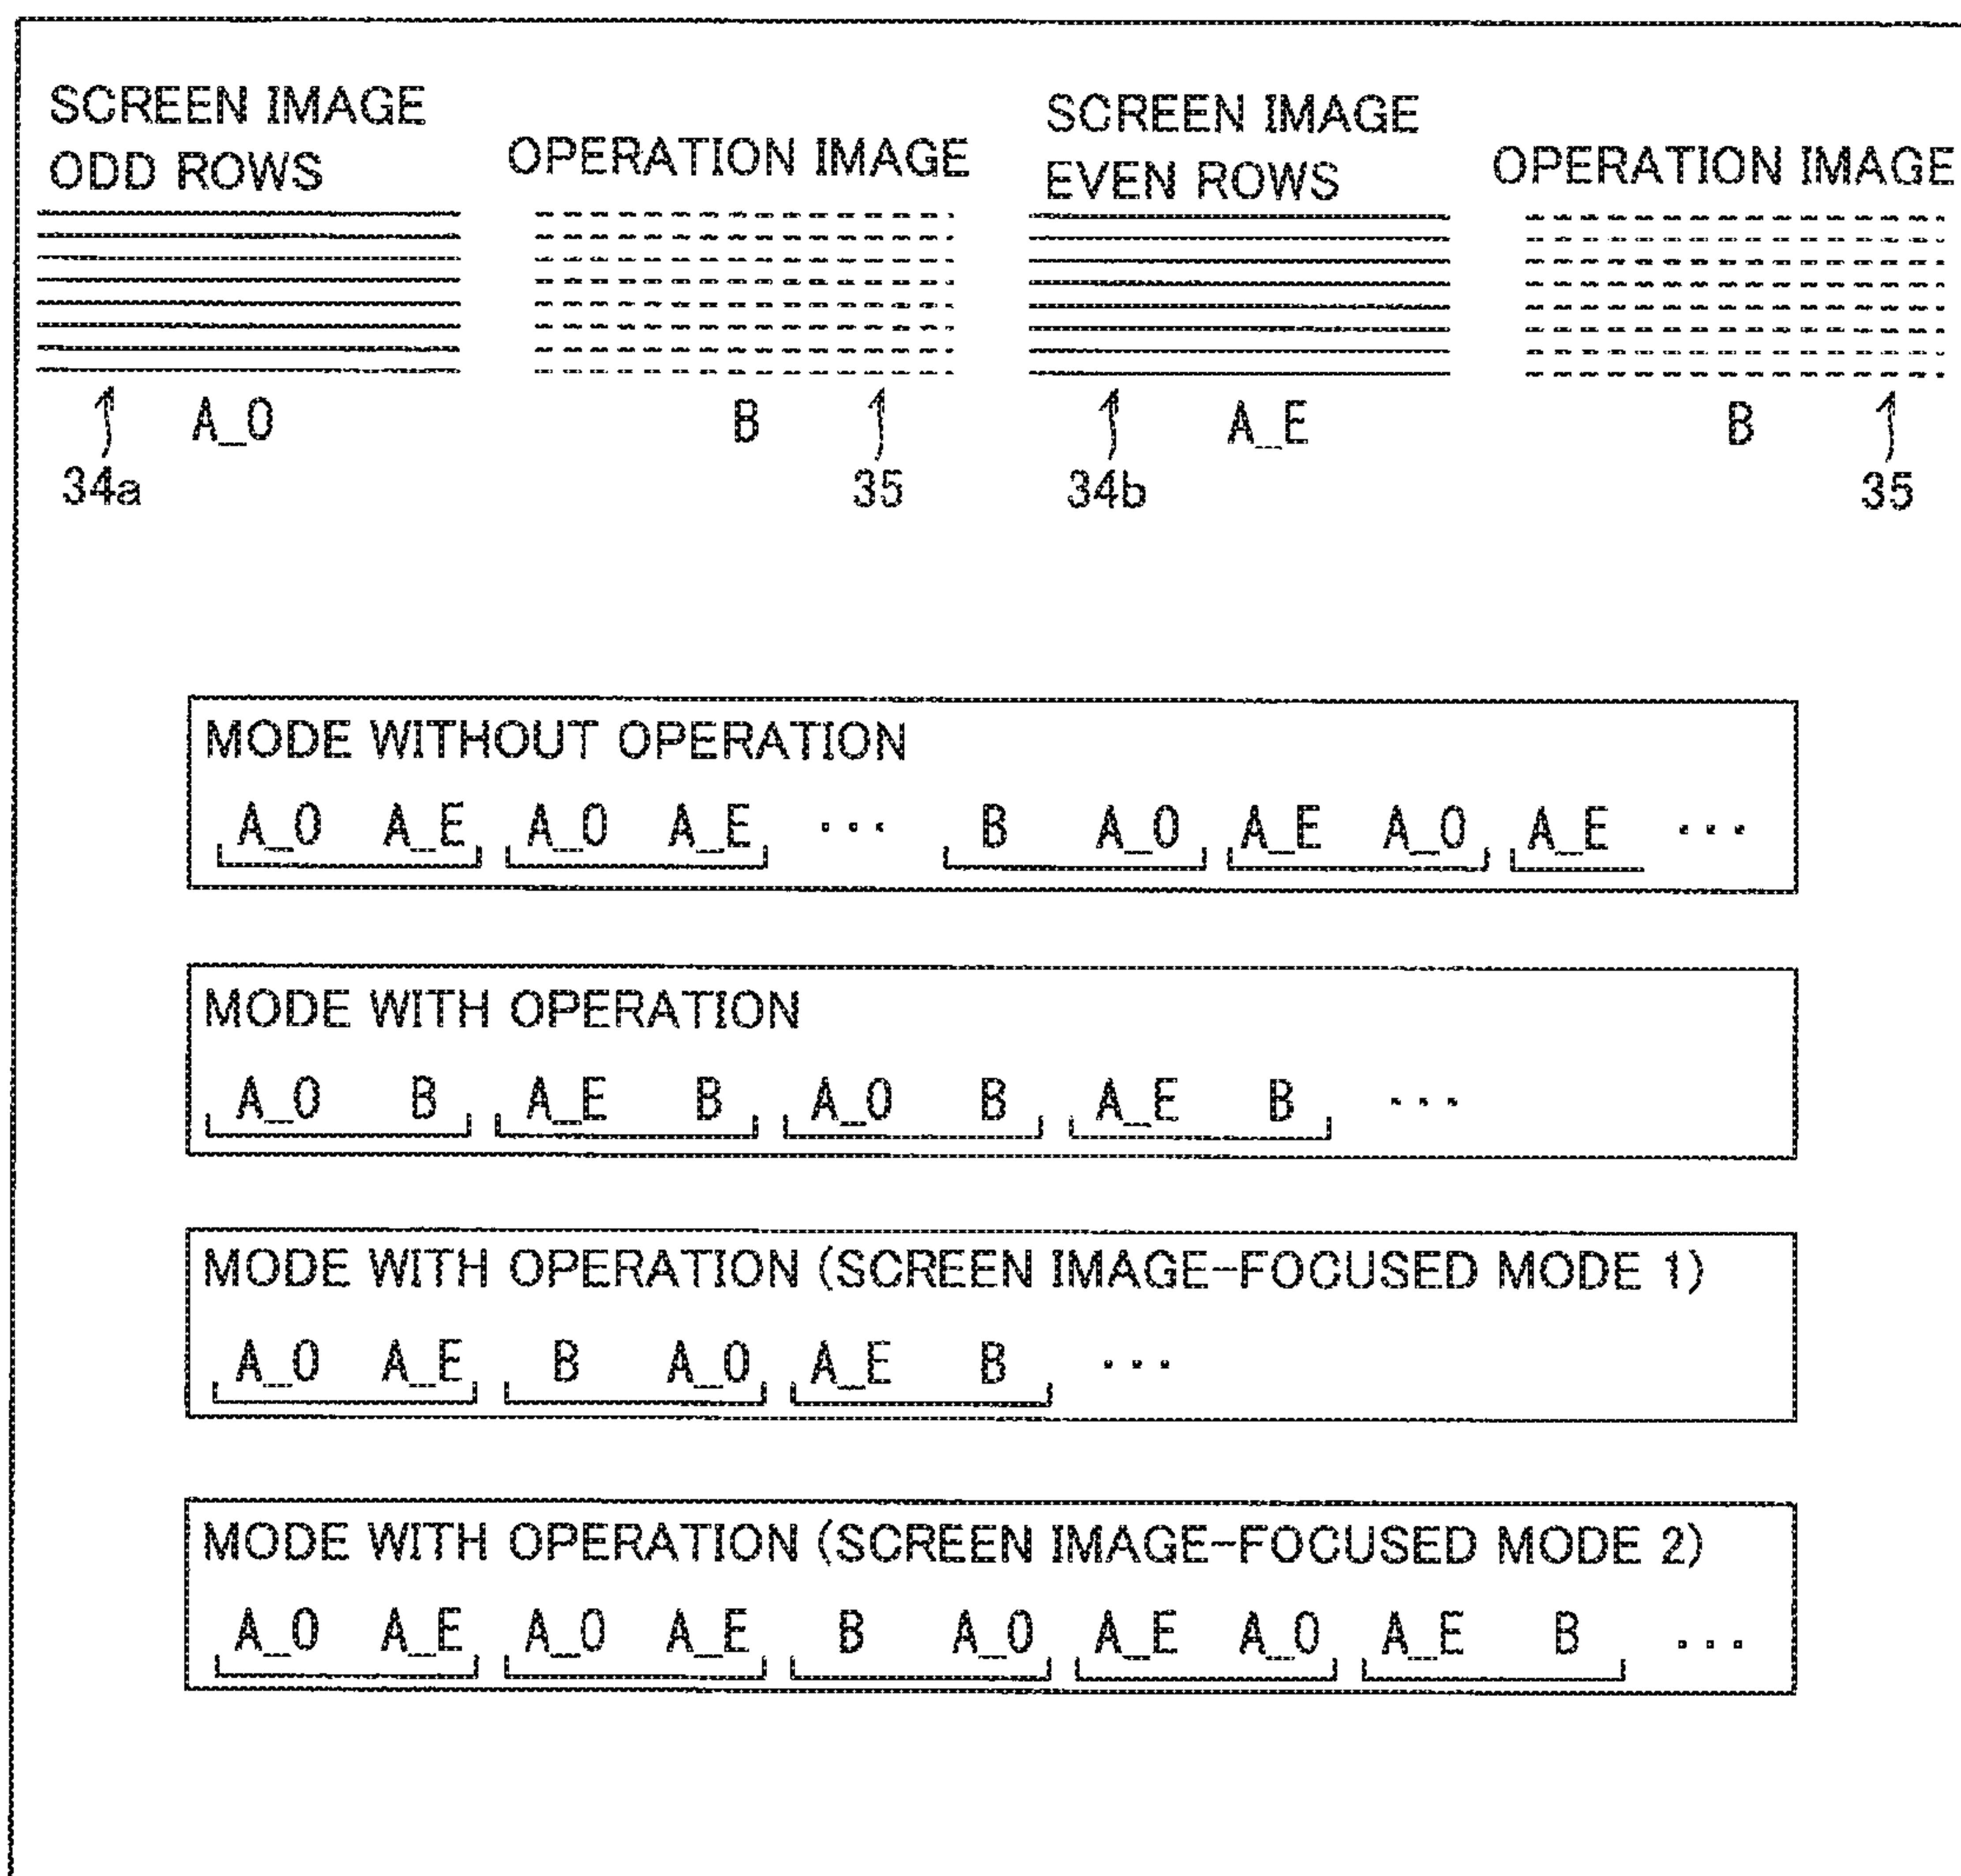 SCREEN IMAGE
ODD ROWS
OPERATION IMAGE
SCREEN IMAGE
EVEN ROWS
OPERATION IMAGE
A_O
B
A_E
B
34a
35
34b
35
MODE WITHOUT OPERATION
A_O A_E A_O A_E ... B A_O A_E A_O A_E ...
MODE WITH OPERATION
A_O B A_E B A_O B A_E B ...
MODE WITH OPERATION (SCREEN IMAGE-FOCUSED MODE 1)
A_O A_E B A_O A_E B ...
MODE WITH OPERATION (SCREEN IMAGE-FOCUSED MODE 2)
A_O A_E A_O A_E B A_O A_E A_O A_E B ...